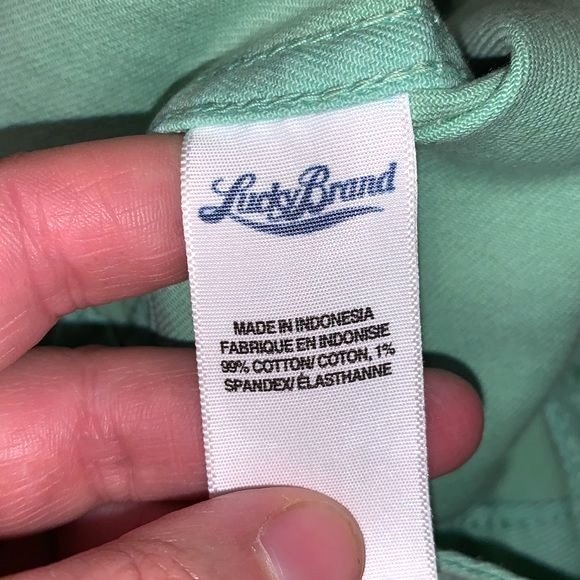 Lucky Brand
MADE IN INDONESIA
FABRIQUE EN INDONISIE
99% COTTON/ COTON, 1%
SPANDEX/ ÉLASTHANNE